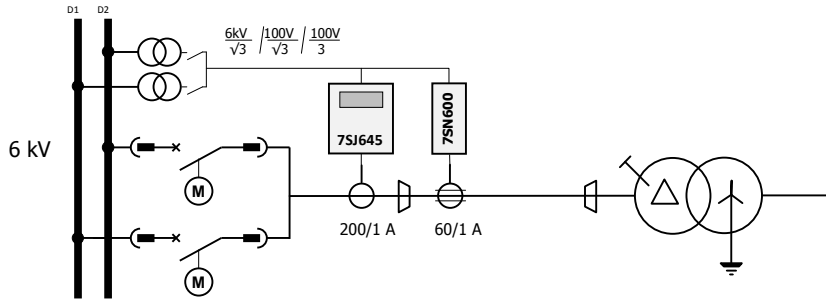 D1 D2
6kV/√3 / 100V/√3 / 100V/3
7SJ645
7SN600
6 kV
M
200/1 A
60/1 A
M